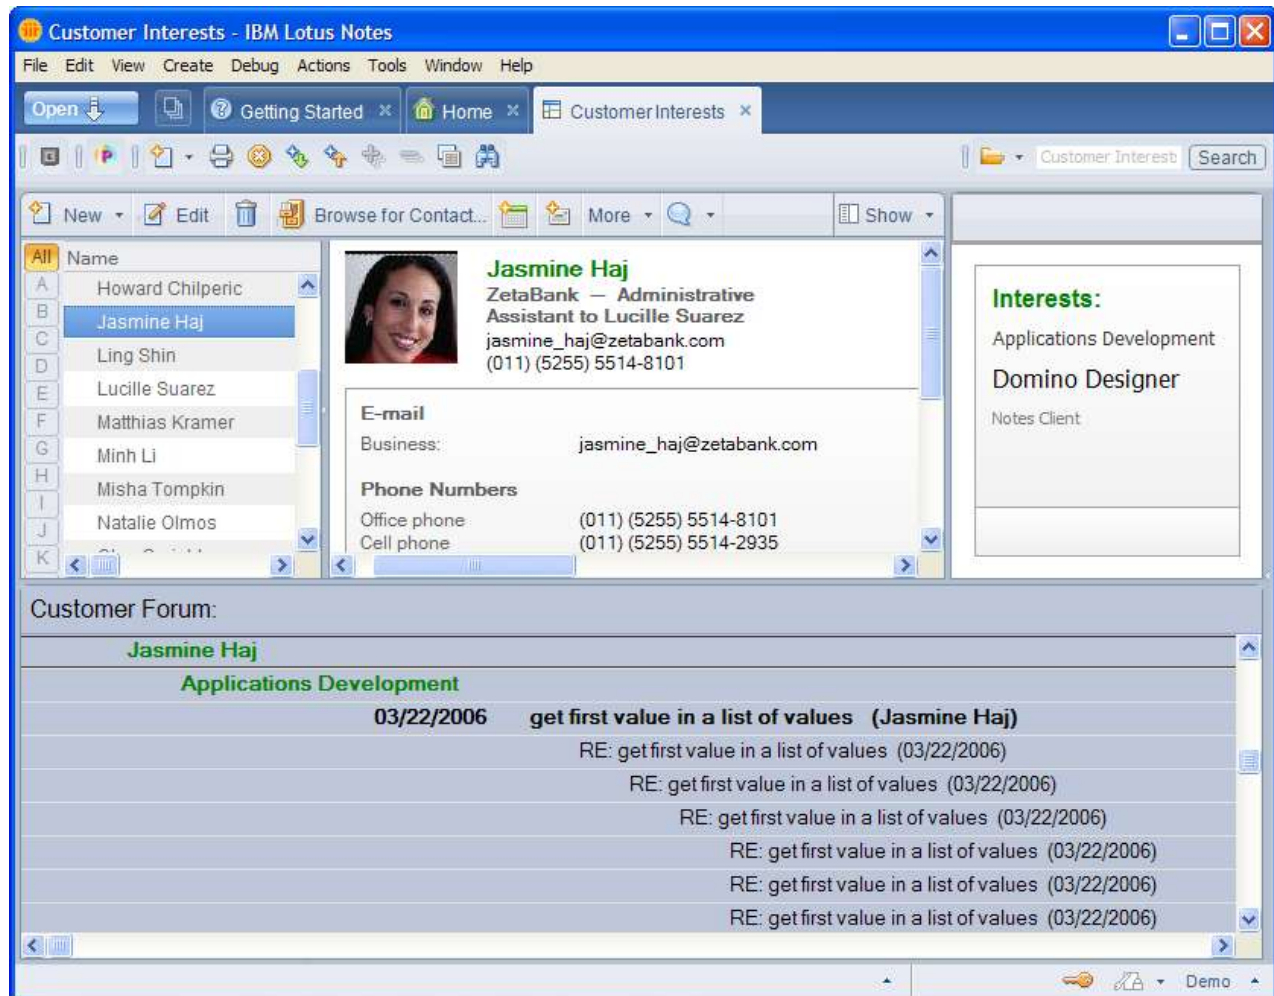 Customer Interests - IBM Lotus Notes
File Edit View Create Debug Actions Tools Window Help
Open Getting Started Home Customer Interests
Customer Interest Search
New Edit Browse for Contact... More Show
All
Name
A
B
C
D
E
F
G
H
I
J
K
Howard Chilperic
Jasmine Haj
Ling Shin
Lucille Suarez
Matthias Kramer
Minh Li
Misha Tompkin
Natalie Olmos
Jasmine Haj
ZetaBank — Administrative
Assistant to Lucille Suarez
jasmine_haj@zetabank.com
(011) (5255) 5514-8101
E-mail
Business: jasmine_haj@zetabank.com
Phone Numbers
Office phone (011) (5255) 5514-8101
Cell phone (011) (5255) 5514-2935
Interests:
Applications Development
Domino Designer
Notes Client
Customer Forum:
Jasmine Haj
Applications Development
03/22/2006 get first value in a list of values (Jasmine Haj)
RE: get first value in a list of values (03/22/2006)
RE: get first value in a list of values (03/22/2006)
RE: get first value in a list of values (03/22/2006)
RE: get first value in a list of values (03/22/2006)
RE: get first value in a list of values (03/22/2006)
RE: get first value in a list of values (03/22/2006)
Demo